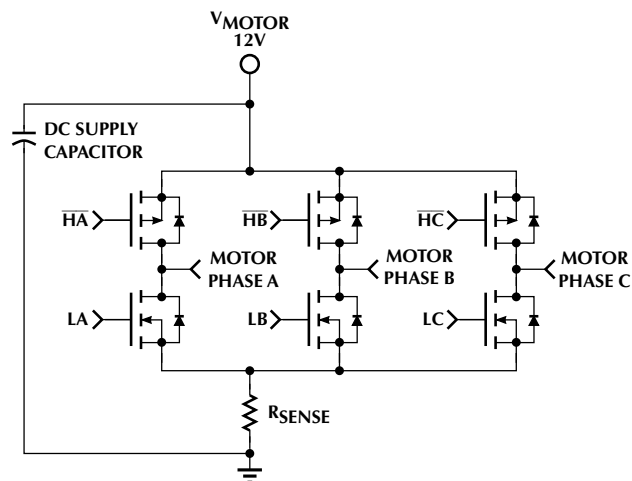 VMOTOR
12V
DC SUPPLY
CAPACITOR
HA
HB
HC
MOTOR
PHASE A
MOTOR
PHASE B
MOTOR
PHASE C
LA
LB
LC
RSENSE